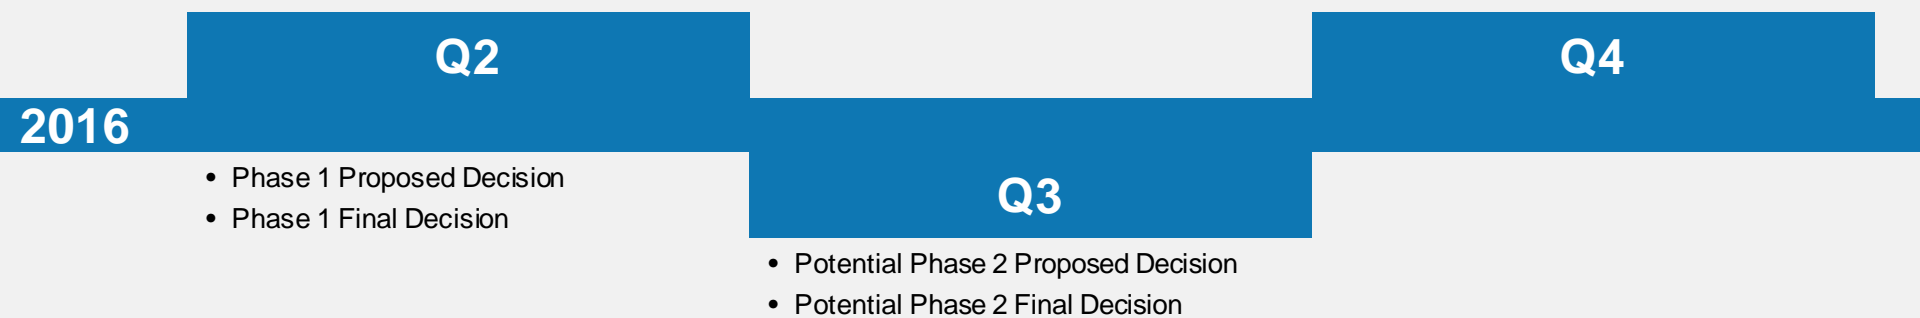 Q2
Q4
2016
• Phase 1 Proposed Decision
• Phase 1 Final Decision
Q3
• Potential Phase 2 Proposed Decision
• Potential Phase 2 Final Decision